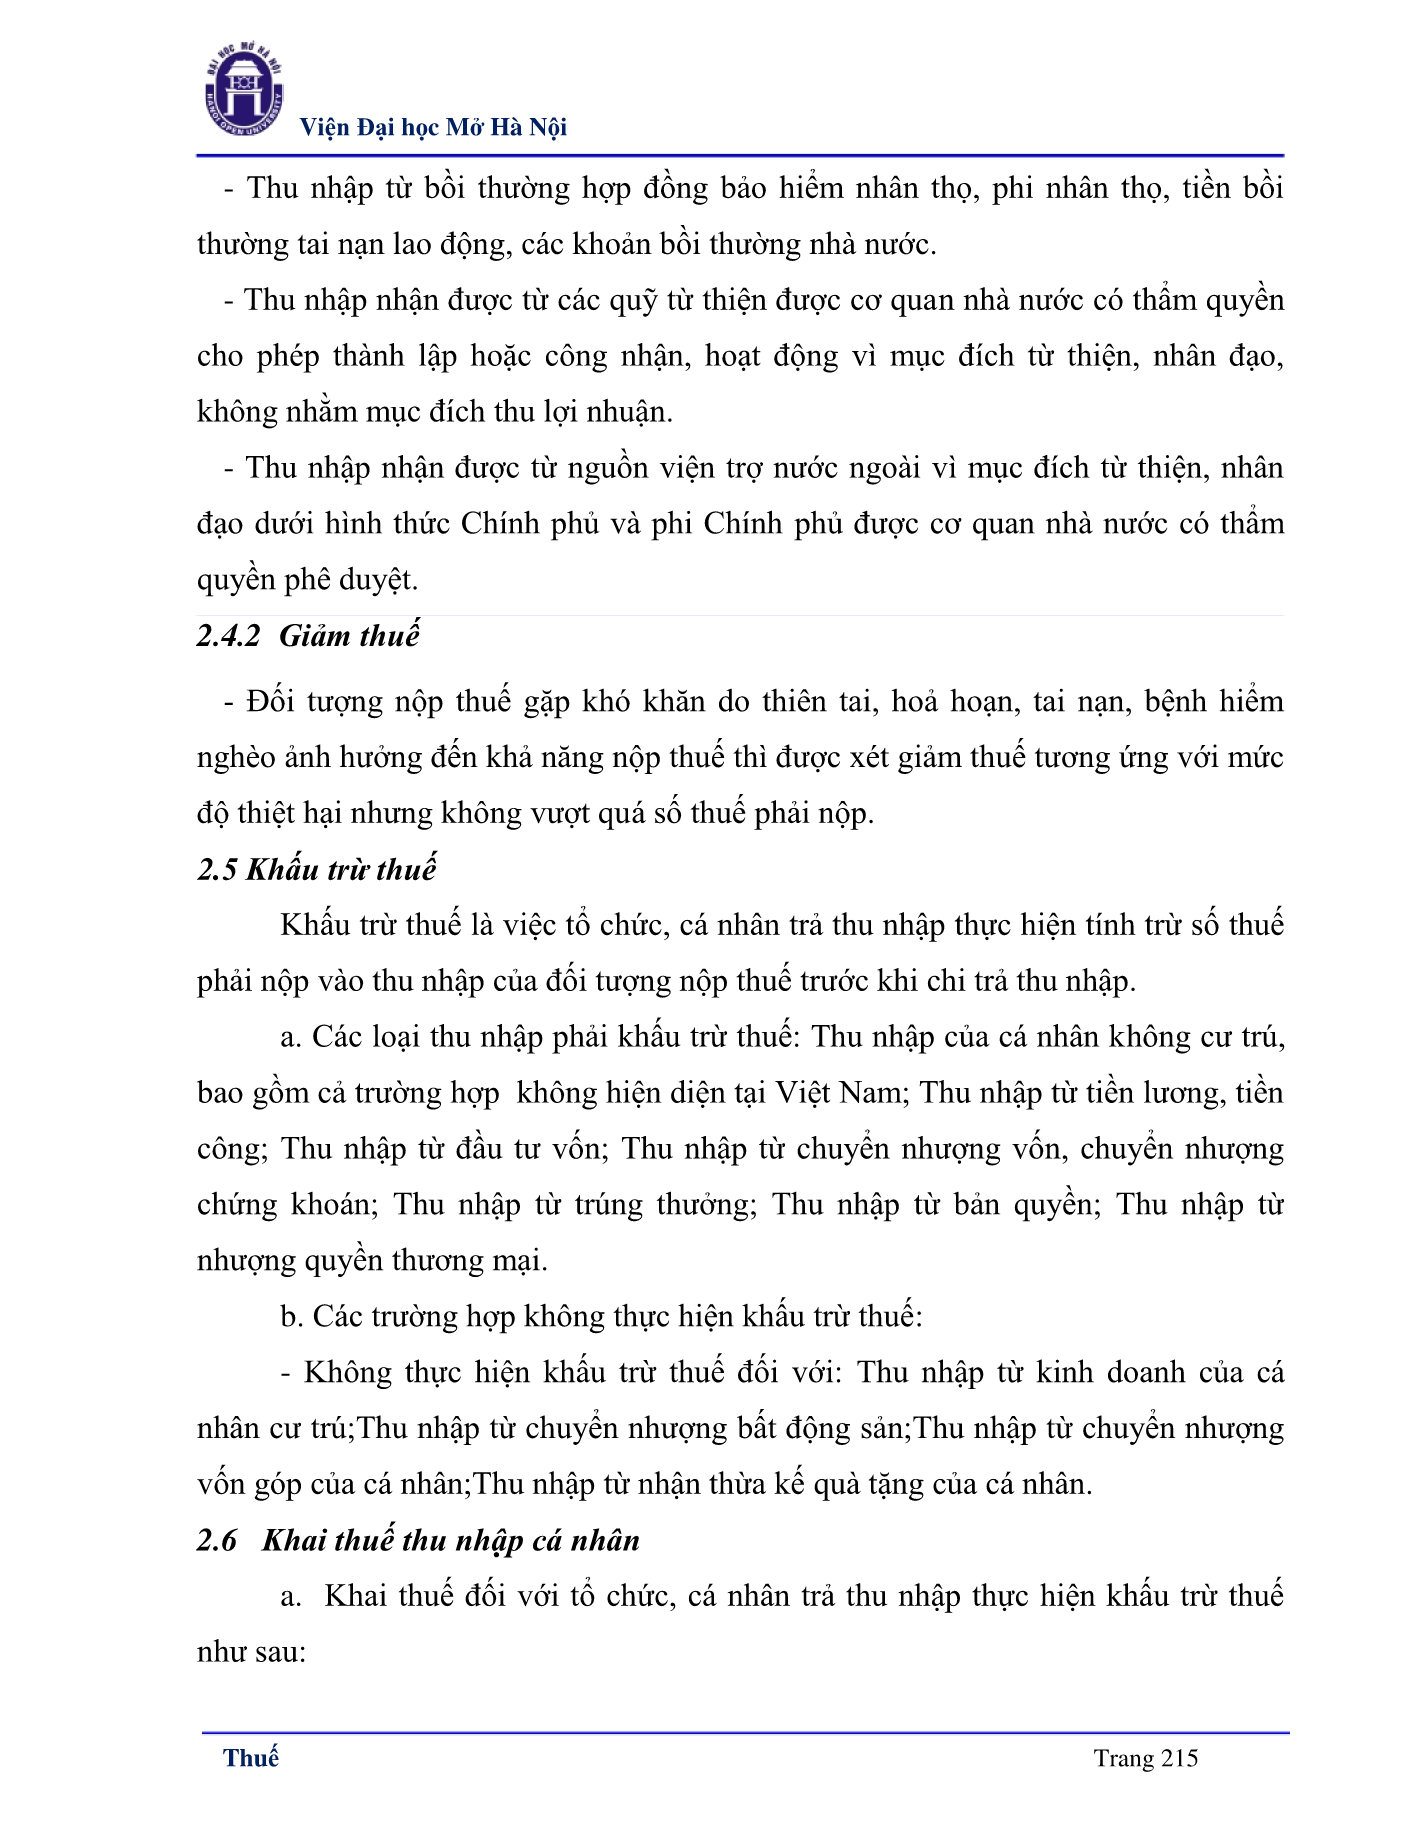 ĐẠI HỌC MỞ HÀ NỘI
HANOI OPEN UNIVERSITY
Viện Đại học Mở Hà Nội
- Thu nhập từ bồi thường hợp đồng bảo hiểm nhân thọ, phi nhân thọ, tiền bồi
thường tai nạn lao động, các khoản bồi thường nhà nước.
- Thu nhập nhận được từ các quỹ từ thiện được cơ quan nhà nước có thẩm quyền
cho phép thành lập hoặc công nhận, hoạt động vì mục đích từ thiện, nhân đạo,
không nhằm mục đích thu lợi nhuận.
- Thu nhập nhận được từ nguồn viện trợ nước ngoài vì mục đích từ thiện, nhân
đạo dưới hình thức Chính phủ và phi Chính phủ được cơ quan nhà nước có thẩm
quyền phê duyệt.
2.4.2 Giảm thuế
- Đối tượng nộp thuế gặp khó khăn do thiên tai, hoả hoạn, tai nạn, bệnh hiểm
nghèo ảnh hưởng đến khả năng nộp thuế thì được xét giảm thuế tương ứng với mức
độ thiệt hại nhưng không vượt quá số thuế phải nộp.
2.5 Khấu trừ thuế
Khấu trừ thuế là việc tổ chức, cá nhân trả thu nhập thực hiện tính trừ số thuế
phải nộp vào thu nhập của đối tượng nộp thuế trước khi chi trả thu nhập.
a. Các loại thu nhập phải khấu trừ thuế: Thu nhập của cá nhân không cư trú,
bao gồm cả trường hợp không hiện diện tại Việt Nam; Thu nhập từ tiền lương, tiền
công; Thu nhập từ đầu tư vốn; Thu nhập từ chuyển nhượng vốn, chuyển nhượng
chứng khoán; Thu nhập từ trúng thưởng; Thu nhập từ bản quyền; Thu nhập từ
nhượng quyền thương mại.
b. Các trường hợp không thực hiện khấu trừ thuế:
- Không thực hiện khấu trừ thuế đối với: Thu nhập từ kinh doanh của cá
nhân cư trú;Thu nhập từ chuyển nhượng bất động sản;Thu nhập từ chuyển nhượng
vốn góp của cá nhân;Thu nhập từ nhận thừa kế quà tặng của cá nhân.
2.6 Khai thuế thu nhập cá nhân
a. Khai thuế đối với tổ chức, cá nhân trả thu nhập thực hiện khấu trừ thuế
như sau:
Thuế Trang 215